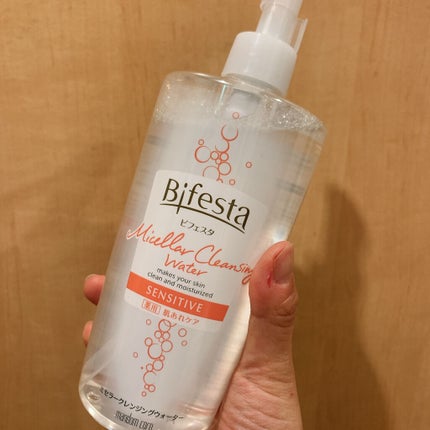 Bifesta
ビフェスタ
Micellar Cleansing
Water
makes your skin
clean and moisturized
SENSITIVE
[薬用] 肌あれケア
ミセラークレンジングウォーター
mandom corp.